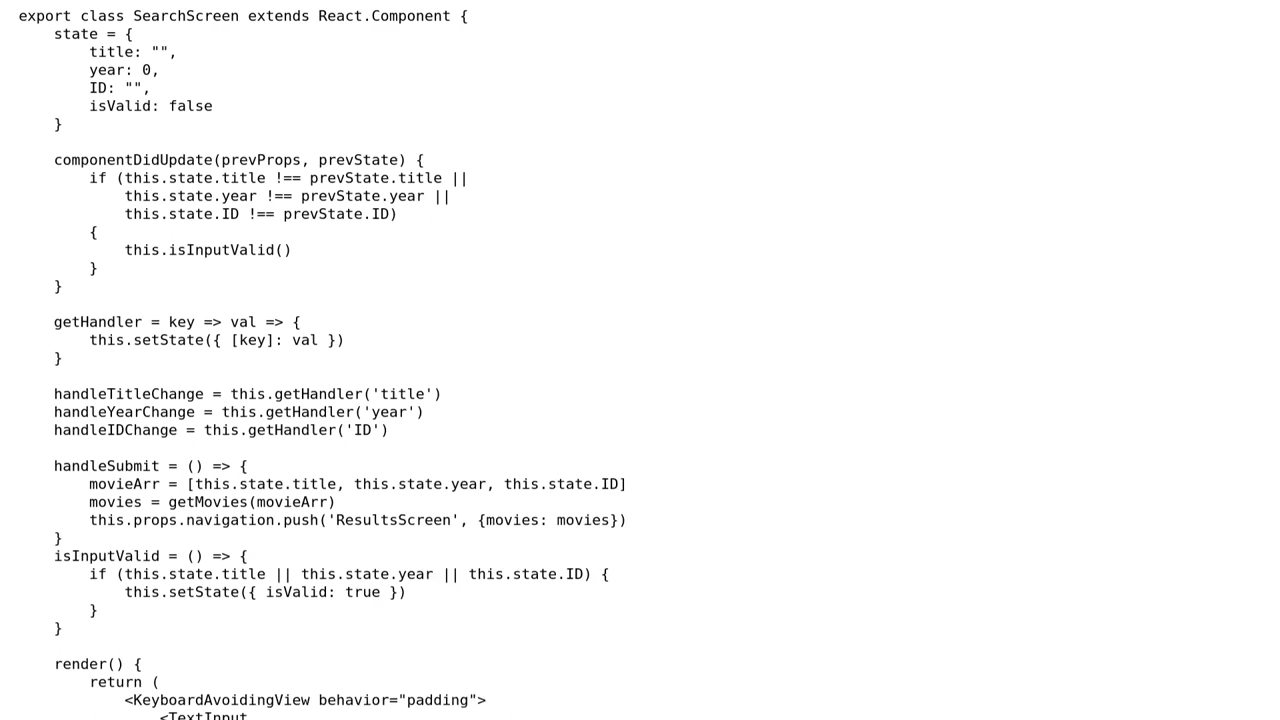 export class SearchScreen extends React.Component {
    state = {
        title: "",
        year: 0,
        ID: "",
        isValid: false
    }

    componentDidUpdate(prevProps, prevState) {
        if (this.state.title !== prevState.title ||
            this.state.year !== prevState.year ||
            this.state.ID !== prevState.ID)
        {
            this.isInputValid()
        }
    }

    getHandler = key => val => {
        this.setState({ [key]: val })
    }

    handleTitleChange = this.getHandler('title')
    handleYearChange = this.getHandler('year')
    handleIDChange = this.getHandler('ID')

    handleSubmit = () => {
        movieArr = [this.state.title, this.state.year, this.state.ID]
        movies = getMovies(movieArr)
        this.props.navigation.push('ResultsScreen', {movies: movies})
    }
    isInputValid = () => {
        if (this.state.title || this.state.year || this.state.ID) {
            this.setState({ isValid: true })
        }
    }

    render() {
        return (
            <KeyboardAvoidingView behavior="padding">
                <TextInput